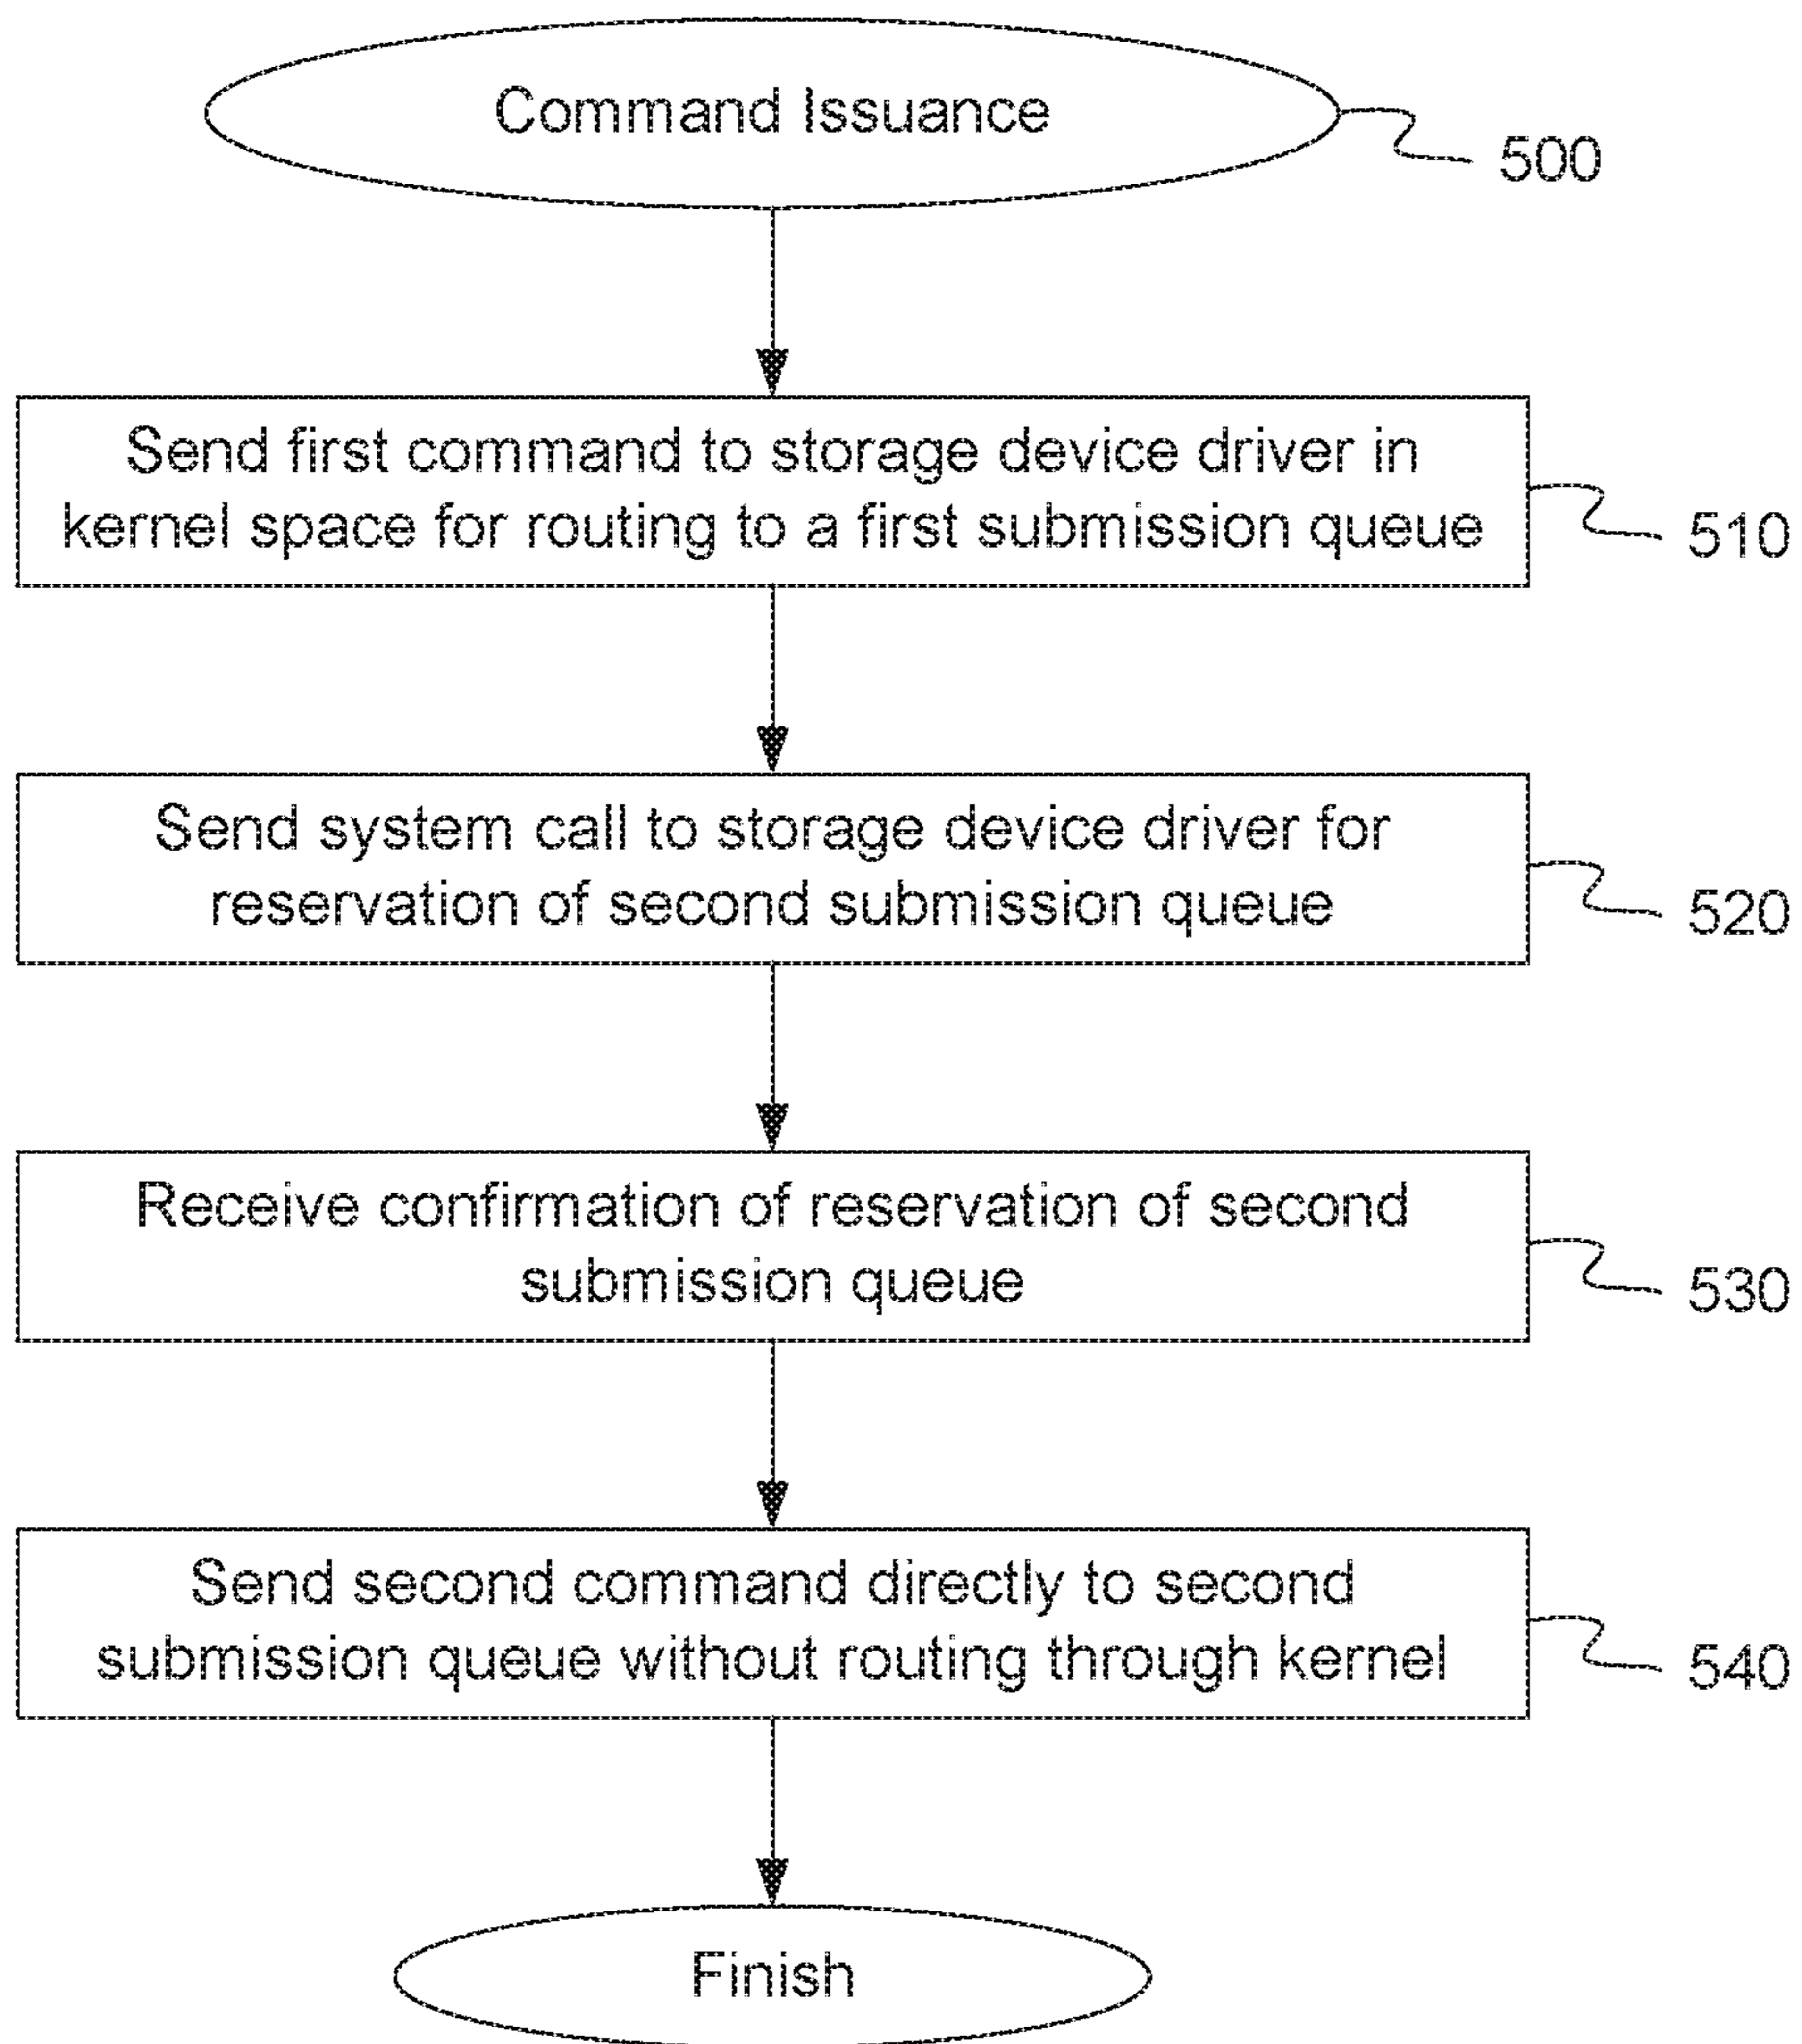 Command Issuance
500
Send first command to storage device driver in
kernel space for routing to a first submission queue
510
Send system call to storage device driver for
reservation of second submission queue
520
Receive confirmation of reservation of second
submission queue
530
Send second command directly to second
submission queue without routing through kernel
540
Finish